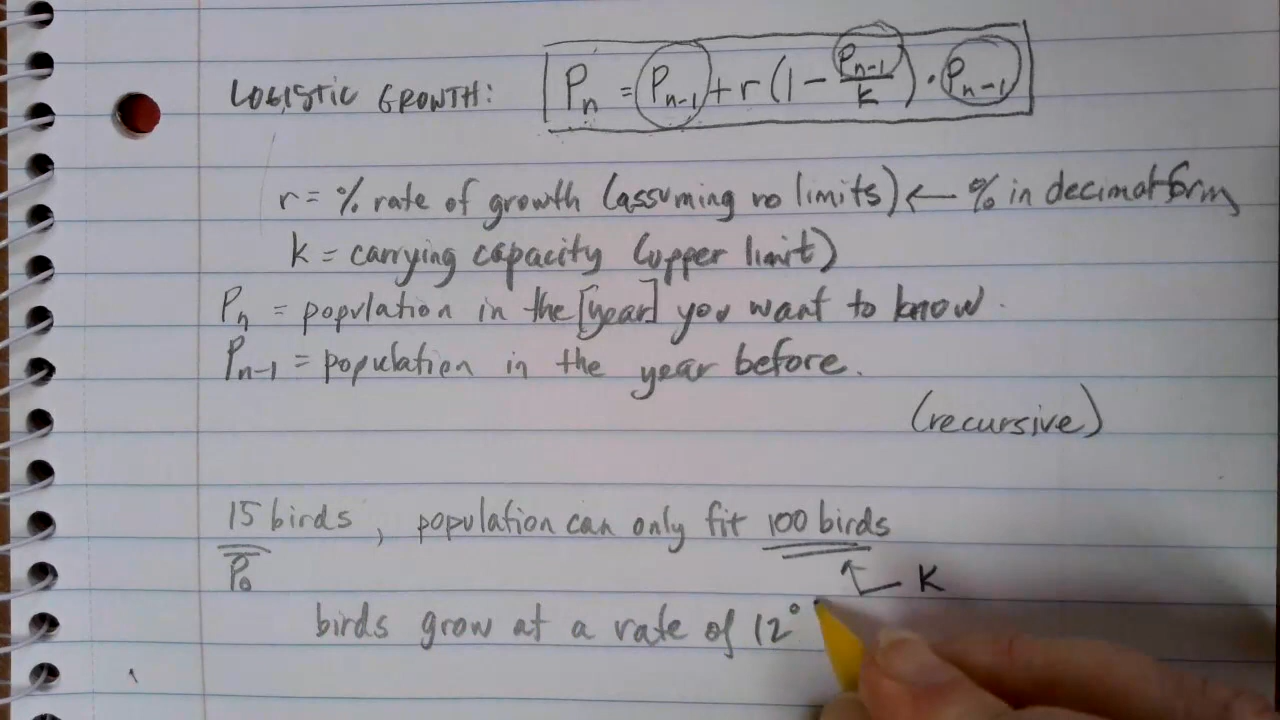 LOGISTIC GROWTH: Pn = Pn-1 + r(1 - Pn-1/K) · Pn-1
r = % rate of growth (assuming no limits) ← % in decimal form
K = carrying capacity (upper limit)
Pn = population in the [year] you want to know.
Pn-1 = population in the year before.
(recursive)
15 birds, population can only fit 100 birds
P0
K
birds grow at a rate of 12°